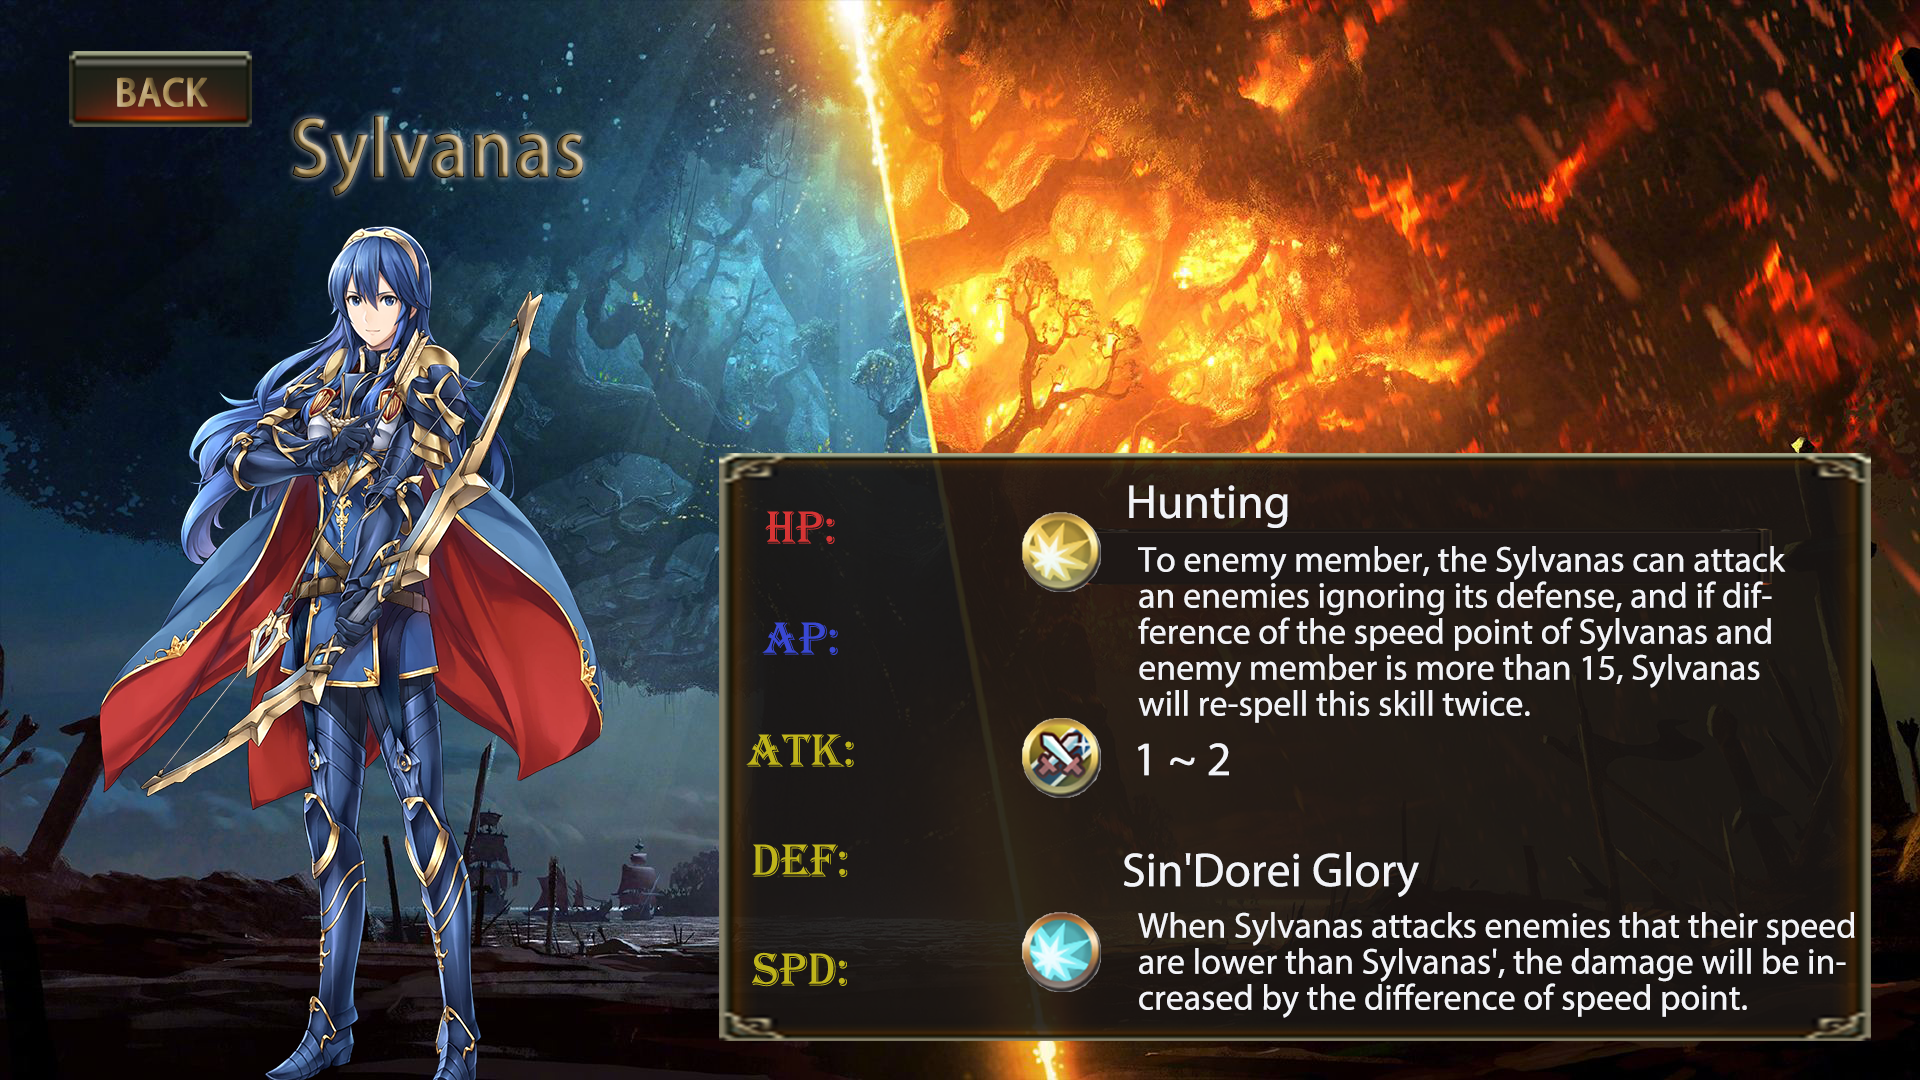 BACK
Sylvanas
HP:
AP:
ATK:
DEF:
SPD:
Hunting
To enemy member, the Sylvanas can attack
an enemies ignoring its defense, and if dif-
ference of the speed point of Sylvanas and
enemy member is more than 15, Sylvanas
will re-spell this skill twice.
1 ~ 2
Sin'Dorei Glory
When Sylvanas attacks enemies that their speed
are lower than Sylvanas', the damage will be in-
creased by the difference of speed point.